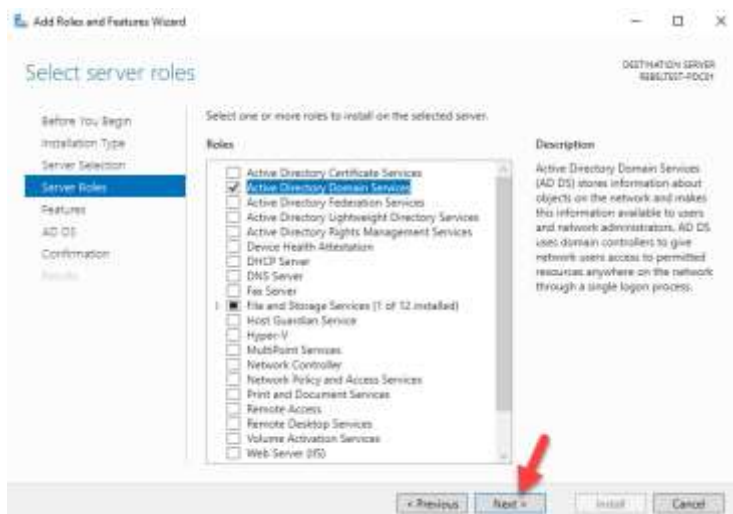 Add Roles and Features Wizard
Select server roles
DESTINATION SERVER
Before You Begin
Installation Type
Server Selection
Server Roles
Features
AD DS
Confirmation
Results
Select one or more roles to install on the selected server.
Roles
Active Directory Certificate Services
Active Directory Domain Services
Active Directory Federation Services
Active Directory Lightweight Directory Services
Active Directory Rights Management Services
Device Health Attestation
DHCP Server
DNS Server
Fax Server
File and Storage Services (1 of 12 installed)
Host Guardian Service
Hyper-V
MultiPoint Services
Network Controller
Network Policy and Access Services
Print and Document Services
Remote Access
Remote Desktop Services
Volume Activation Services
Web Server (IIS)
Description
Active Directory Domain Services
(AD DS) stores information about
objects on the network and makes
this information available to users
and network administrators. AD DS
uses domain controllers to give
network users access to permitted
resources anywhere on the network
through a single logon process.
< Previous
Next >
Install
Cancel